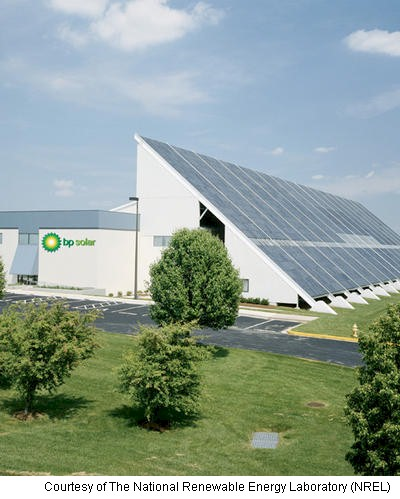 bp solar
Courtesy of The National Renewable Energy Laboratory (NREL)